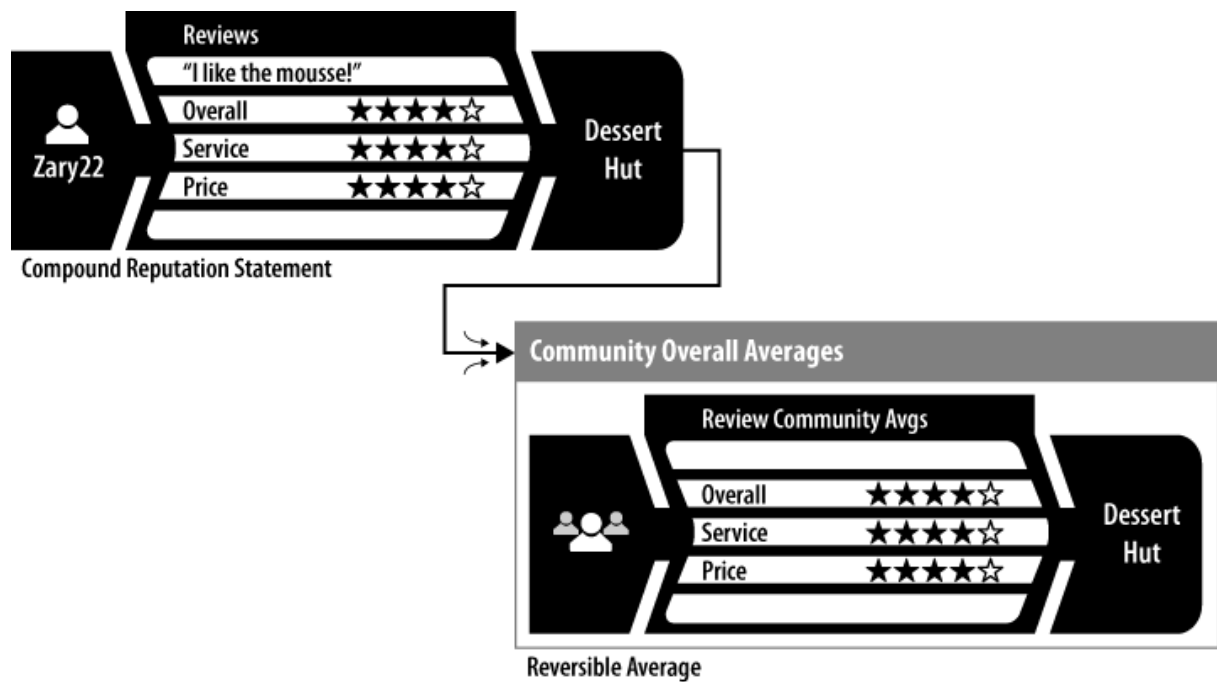 Reviews
“I like the mousse!”
Overall ★★★★☆
Service ★★★★☆
Price ★★★★☆
Zary22
Dessert
Hut
Compound Reputation Statement
Community Overall Averages
Review Community Avgs
Overall ★★★★☆
Service ★★★★☆
Price ★★★★☆
Dessert
Hut
Reversible Average